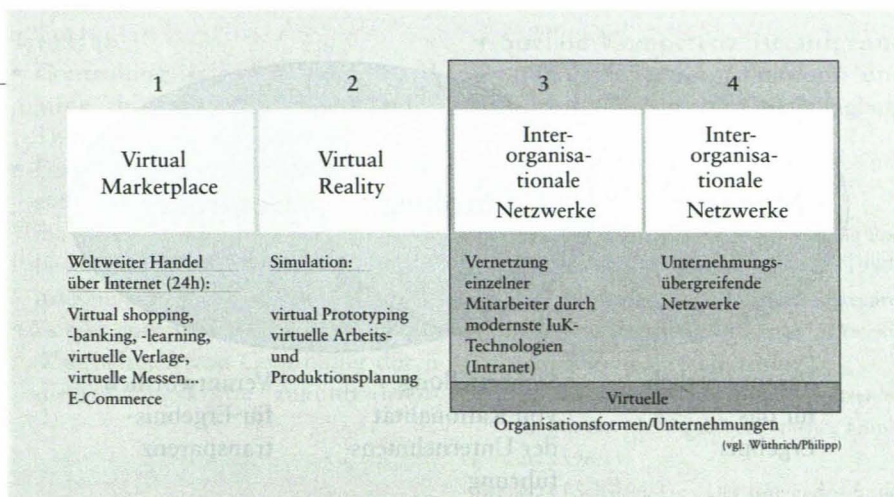 1
Virtual
Marketplace
2
Virtual
Reality
3
Inter-
organisa-
tionale
Netzwerke
4
Inter-
organisa-
tionale
Netzwerke
Weltweiter Handel
über Internet (24h):
Virtual shopping,
-banking, -learning,
virtuelle Verlage,
virtuelle Messen...
E-Commerce
Simulation:
virtual Prototyping
virtuelle Arbeits-
und
Produktionsplanung
Vernetzung
einzelner
Mitarbeiter durch
modernste IuK-
Technologien
(Intranet)
Unternehmungs-
übergreifende
Netzwerke
Virtuelle
Organisationsformen/Unternehmungen
(vgl. Wüthrich/Philipp)